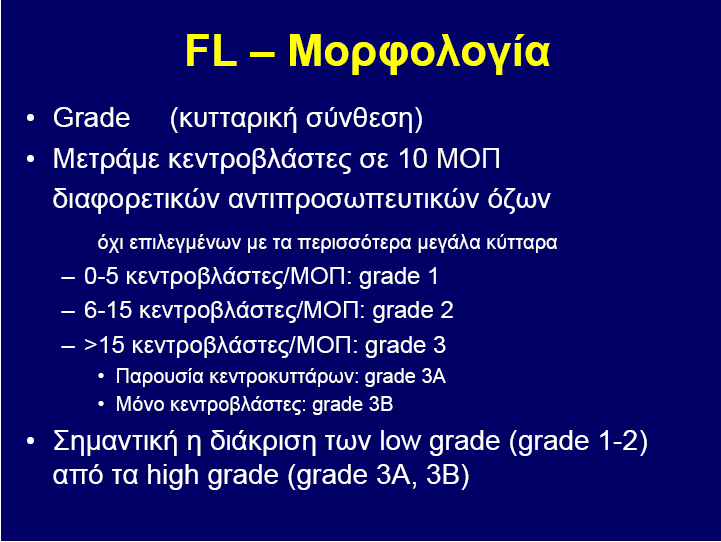 FL – Μορφολογία
• Grade (κυτταρική σύνθεση)
• Μετράμε κεντροβλάστες σε 10 ΜΟΠ
διαφορετικών αντιπροσωπευτικών όζων
όχι επιλεγμένων με τα περισσότερα μεγάλα κύτταρα
– 0-5 κεντροβλάστες/ΜΟΠ: grade 1
– 6-15 κεντροβλάστες/ΜΟΠ: grade 2
– >15 κεντροβλάστες/ΜΟΠ: grade 3
• Παρουσία κεντροκυττάρων: grade 3A
• Μόνο κεντροβλάστες: grade 3B
• Σημαντική η διάκριση των low grade (grade 1-2)
από τα high grade (grade 3A, 3B)